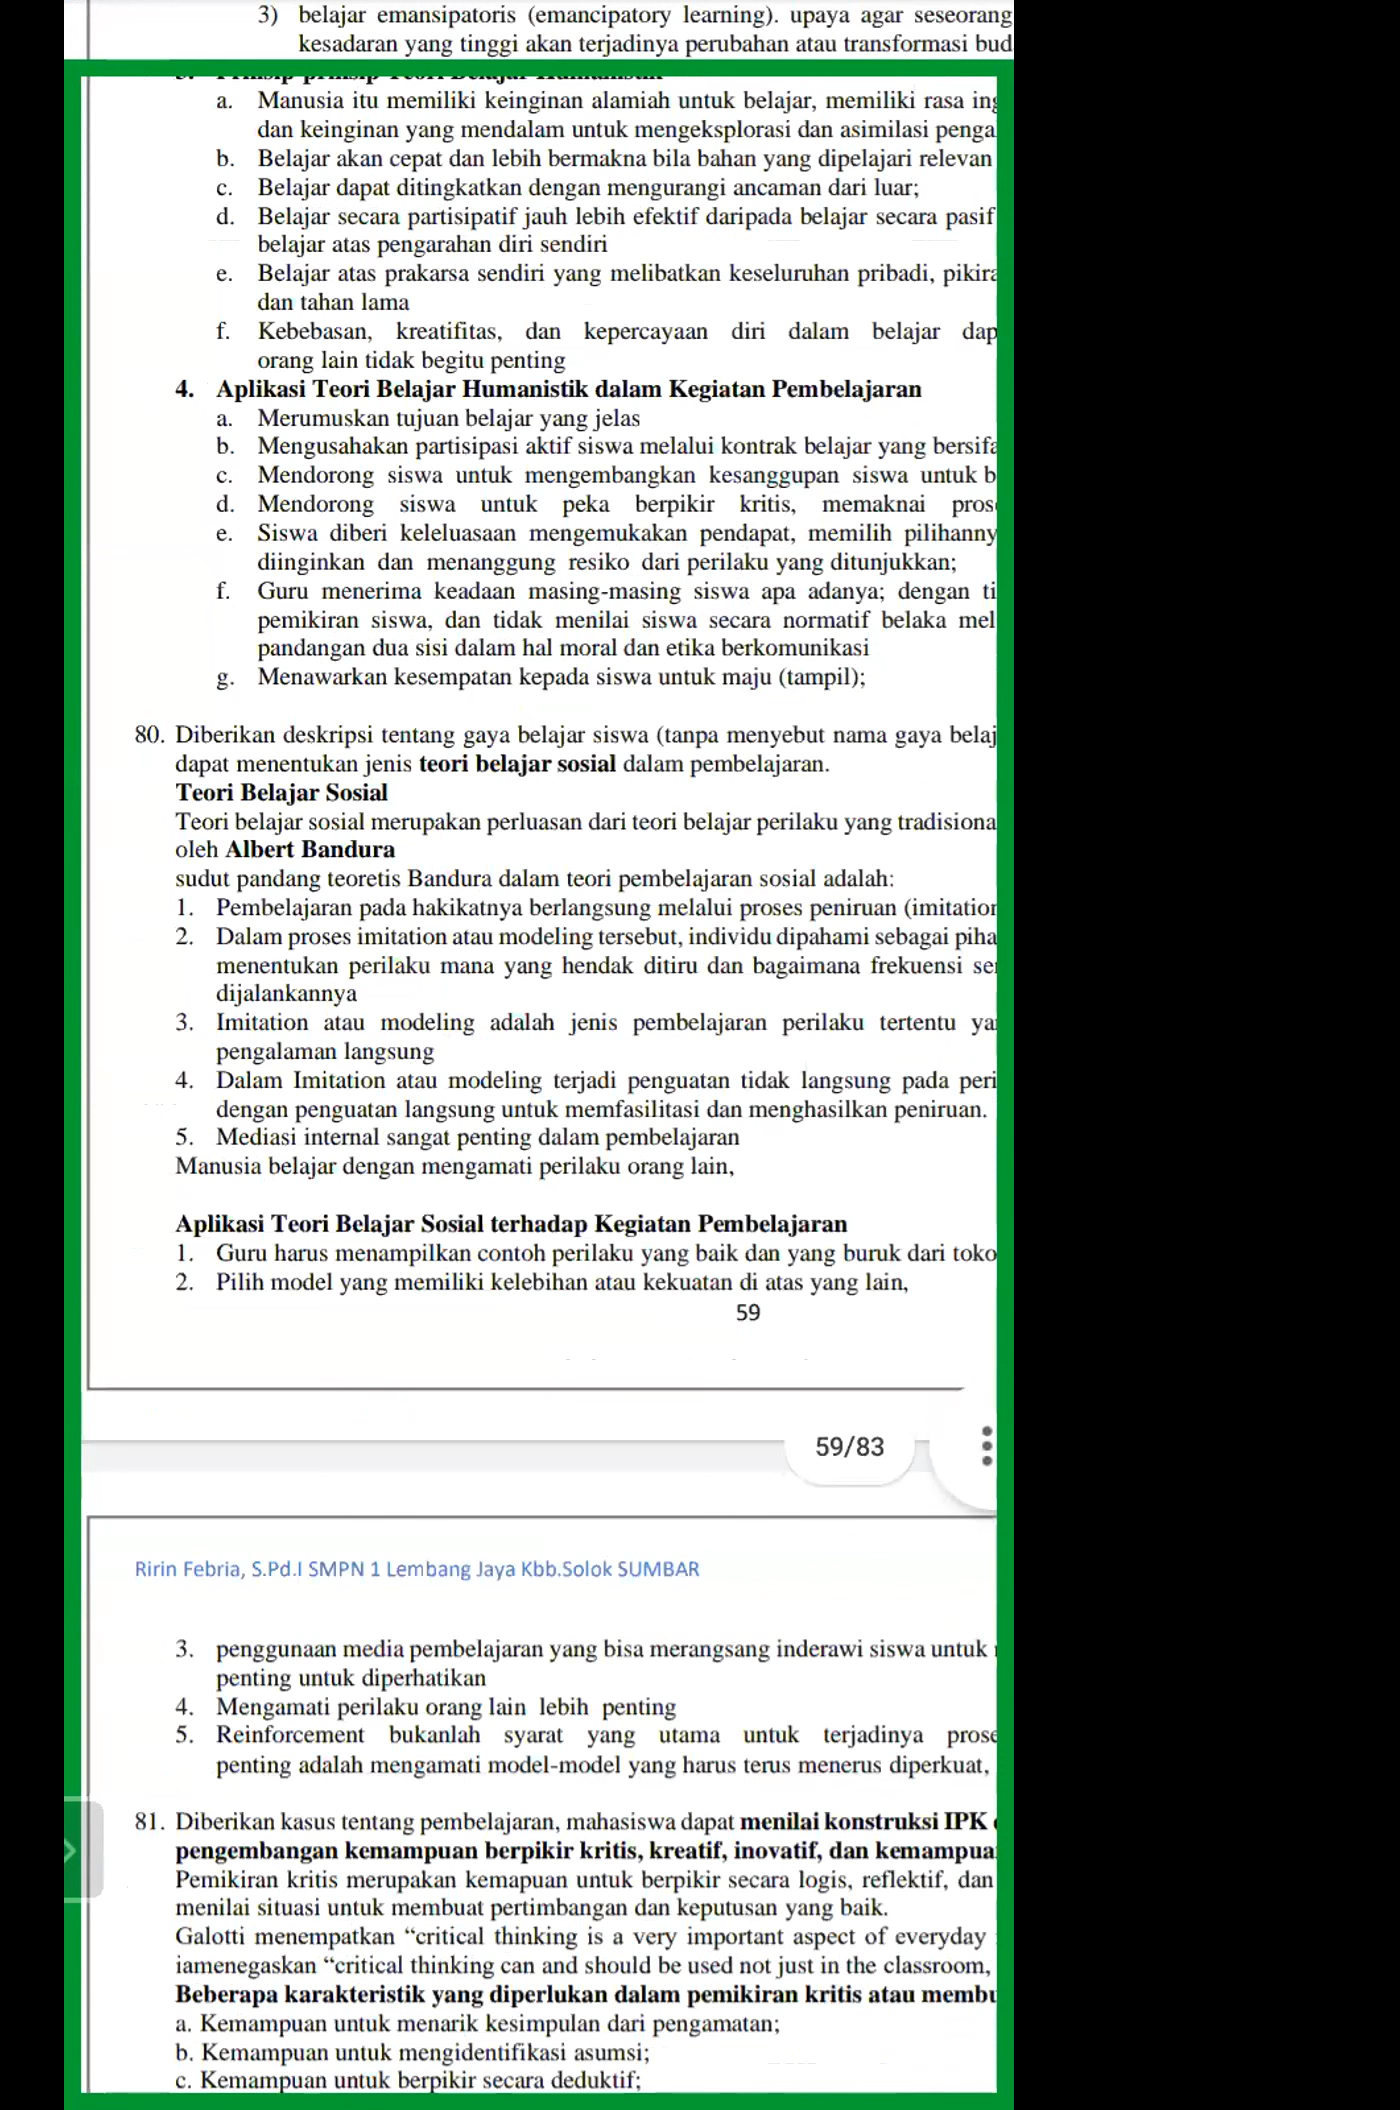 3) belajar emansipatoris (emancipatory learning). upaya agar seseorang
kesadaran yang tinggi akan terjadinya perubahan atau transformasi bud
a. Manusia itu memiliki keinginan alamiah untuk belajar, memiliki rasa ing
dan keinginan yang mendalam untuk mengeksplorasi dan asimilasi penga
b. Belajar akan cepat dan lebih bermakna bila bahan yang dipelajari relevan
c. Belajar dapat ditingkatkan dengan mengurangi ancaman dari luar;
d. Belajar secara partisipatif jauh lebih efektif daripada belajar secara pasif
belajar atas pengarahan diri sendiri
e. Belajar atas prakarsa sendiri yang melibatkan keseluruhan pribadi, pikira
dan tahan lama
f. Kebebasan, kreatifitas, dan kepercayaan diri dalam belajar dap
orang lain tidak begitu penting
4. Aplikasi Teori Belajar Humanistik dalam Kegiatan Pembelajaran
a. Merumuskan tujuan belajar yang jelas
b. Mengusahakan partisipasi aktif siswa melalui kontrak belajar yang bersifa
c. Mendorong siswa untuk mengembangkan kesanggupan siswa untuk b
d. Mendorong siswa untuk peka berpikir kritis, memaknai pros
e. Siswa diberi keleluasaan mengemukakan pendapat, memilih pilihanny
diinginkan dan menanggung resiko dari perilaku yang ditunjukkan;
f. Guru menerima keadaan masing-masing siswa apa adanya; dengan ti
pemikiran siswa, dan tidak menilai siswa secara normatif belaka mel
pandangan dua sisi dalam hal moral dan etika berkomunikasi
g. Menawarkan kesempatan kepada siswa untuk maju (tampil);
80. Diberikan deskripsi tentang gaya belajar siswa (tanpa menyebut nama gaya belaj
dapat menentukan jenis teori belajar sosial dalam pembelajaran.
Teori Belajar Sosial
Teori belajar sosial merupakan perluasan dari teori belajar perilaku yang tradisiona
oleh Albert Bandura
sudut pandang teoretis Bandura dalam teori pembelajaran sosial adalah:
1. Pembelajaran pada hakikatnya berlangsung melalui proses peniruan (imitation
2. Dalam proses imitation atau modeling tersebut, individu dipahami sebagai piha
menentukan perilaku mana yang hendak ditiru dan bagaimana frekuensi se
dijalankannya
3. Imitation atau modeling adalah jenis pembelajaran perilaku tertentu ya
pengalaman langsung
4. Dalam Imitation atau modeling terjadi penguatan tidak langsung pada peri
dengan penguatan langsung untuk memfasilitasi dan menghasilkan peniruan.
5. Mediasi internal sangat penting dalam pembelajaran
Manusia belajar dengan mengamati perilaku orang lain,
Aplikasi Teori Belajar Sosial terhadap Kegiatan Pembelajaran
1. Guru harus menampilkan contoh perilaku yang baik dan yang buruk dari toko
2. Pilih model yang memiliki kelebihan atau kekuatan di atas yang lain,
59
59/83
Ririn Febria, S.Pd.I SMPN 1 Lembang Jaya Kbb.Solok SUMBAR
3. penggunaan media pembelajaran yang bisa merangsang inderawi siswa untuk
penting untuk diperhatikan
4. Mengamati perilaku orang lain lebih penting
5. Reinforcement bukanlah syarat yang utama untuk terjadinya prose
penting adalah mengamati model-model yang harus terus menerus diperkuat,
81. Diberikan kasus tentang pembelajaran, mahasiswa dapat menilai konstruksi IPK
pengembangan kemampuan berpikir kritis, kreatif, inovatif, dan kemampua
Pemikiran kritis merupakan kemapuan untuk berpikir secara logis, reflektif, dan
menilai situasi untuk membuat pertimbangan dan keputusan yang baik.
Galotti menempatkan “critical thinking is a very important aspect of everyday
iamenegaskan “critical thinking can and should be used not just in the classroom,
Beberapa karakteristik yang diperlukan dalam pemikiran kritis atau membu
a. Kemampuan untuk menarik kesimpulan dari pengamatan;
b. Kemampuan untuk mengidentifikasi asumsi;
c. Kemampuan untuk berpikir secara deduktif;